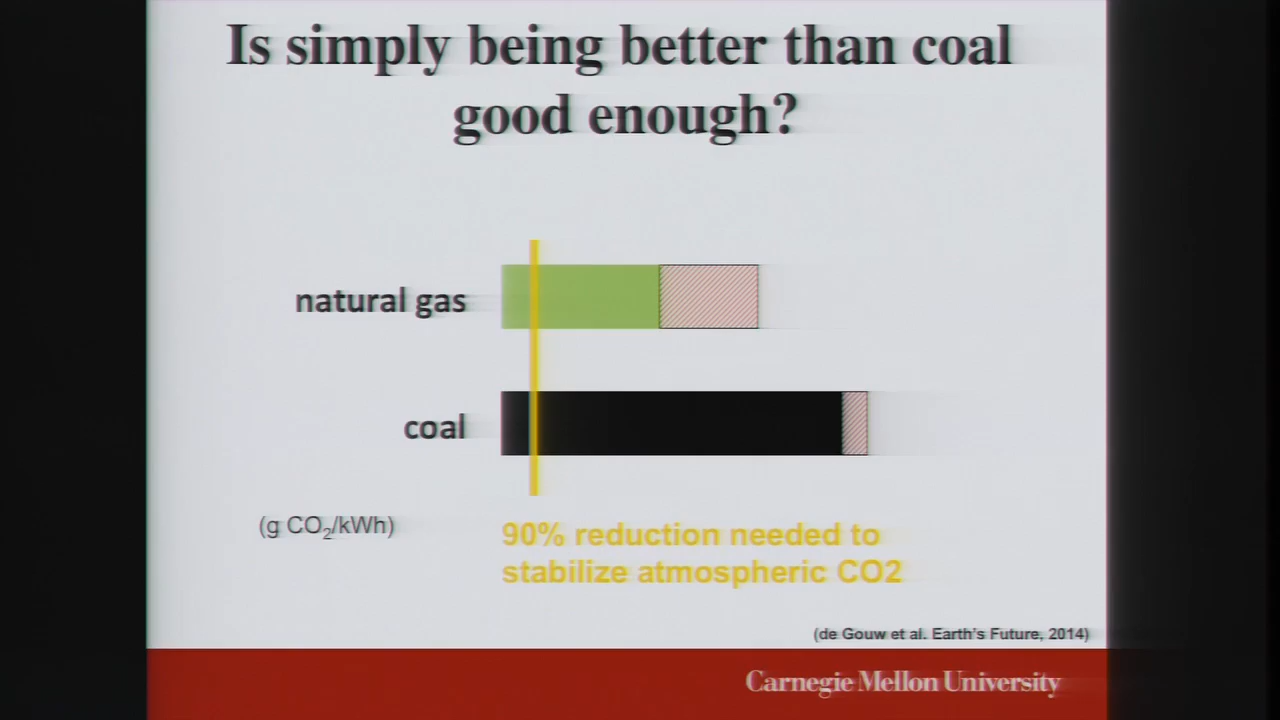 Is simply being better than coal
good enough?
natural gas
coal
(g CO₂/kWh)
90% reduction needed to
stabilize atmospheric CO2
(de Gouw et al. Earth's Future, 2014)
Carnegie Mellon University